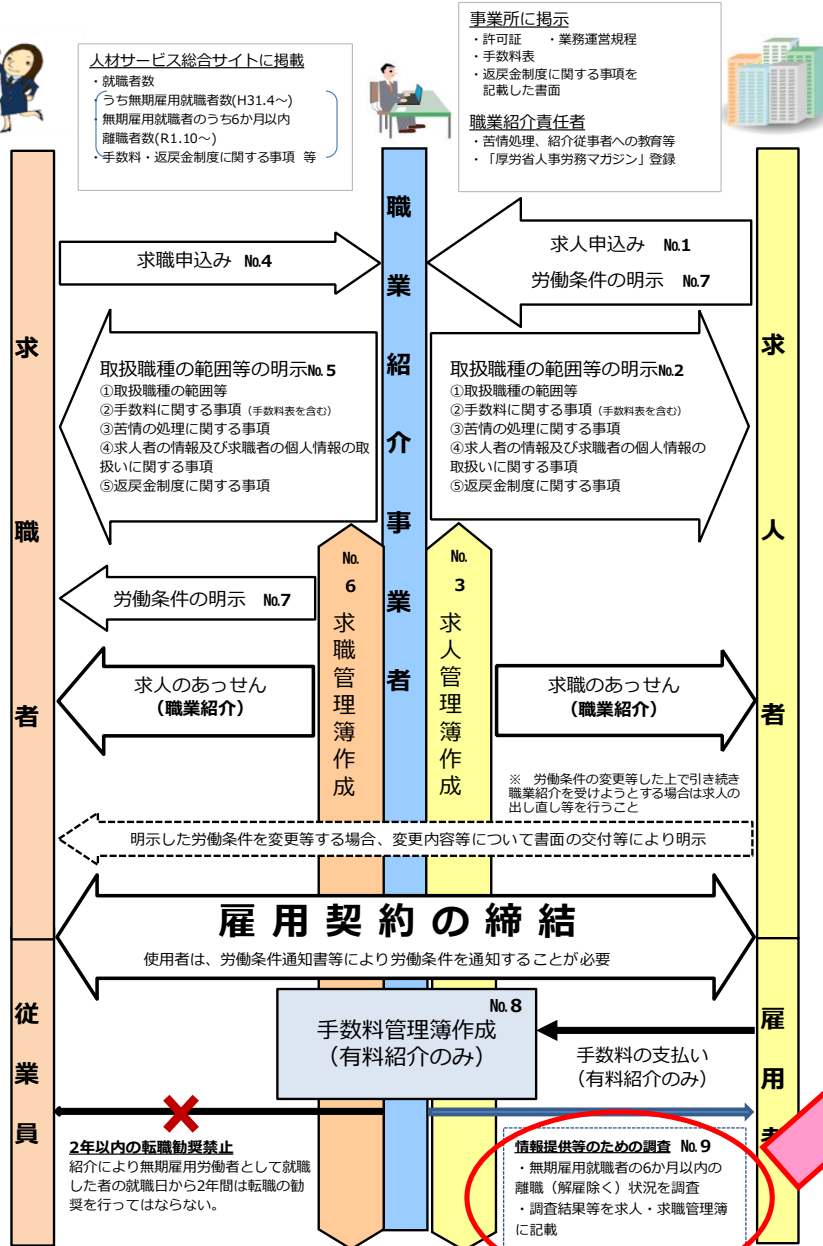 人材サービス総合サイトに掲載
・就職者数
・うち無期雇用就職者数(H31.4～)
・無期雇用就職者のうち6か月以内
離職者数(R1.10～)
・手数料・返戻金制度に関する事項 等
事業所に掲示
・許可証 ・業務運営規程
・手数料表
・返戻金制度に関する事項を
記載した書面
職業紹介責任者
・苦情処理、紹介従事者への教育等
・「厚労省人事労務マガジン」登録
求職者
職業紹介事業者
求人者
求職申込み №4
求人申込み №1
労働条件の明示 №7
取扱職種の範囲等の明示№5
①取扱職種の範囲等
②手数料に関する事項（手数料表を含む）
③苦情の処理に関する事項
④求人者の情報及び求職者の個人情報の取
扱いに関する事項
⑤返戻金制度に関する事項
取扱職種の範囲等の明示№2
①取扱職種の範囲等
②手数料に関する事項（手数料表を含む）
③苦情の処理に関する事項
④求人者の情報及び求職者の個人情報の
取扱いに関する事項
⑤返戻金制度に関する事項
№6 求職管理簿作成
№3 求人管理簿作成
労働条件の明示 №7
求人のあっせん
（職業紹介）
求職のあっせん
（職業紹介）
※ 労働条件の変更等した上で引き続き
職業紹介を受けようとする場合は求人の
出し直し等を行うこと
明示した労働条件を変更等する場合、変更内容等について書面の交付等により明示
雇用契約の締結
使用者は、労働条件通知書等により労働条件を通知することが必要
従業員
雇用者
№8
手数料管理簿作成
（有料紹介のみ）
手数料の支払い
（有料紹介のみ）
2年以内の転職勧奨禁止
紹介により無期雇用労働者として就職
した者の就職日から2年間は転職の勧
奨を行ってはならない。
情報提供等のための調査 №9
・無期雇用就職者の6か月以内の
離職（解雇除く）状況を調査
・調査結果等を求人・求職管理簿
に記載